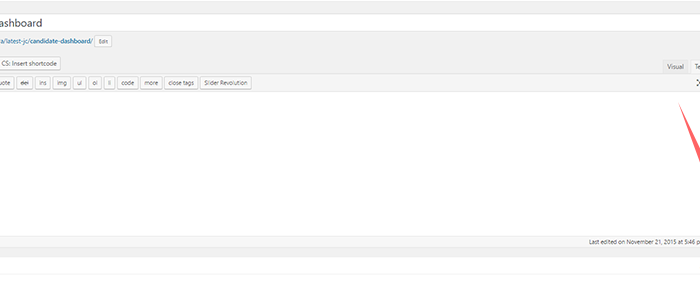 ashboard
a/latest-jc/candidate-dashboard/ Edit
CS: Insert shortcode
Visual Te
uote del ins img ul ol li code more close tags Slider Revolution
Last edited on November 21, 2015 at 5:46 p